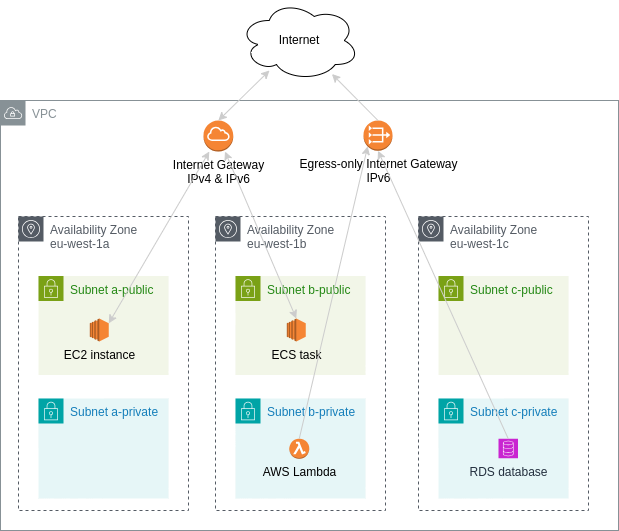 Internet
VPC
Internet Gateway
IPv4 & IPv6
Egress-only Internet Gateway
IPv6
Availability Zone
eu-west-1a
Availability Zone
eu-west-1b
Availability Zone
eu-west-1c
Subnet a-public
Subnet b-public
Subnet c-public
EC2 instance
ECS task
Subnet a-private
Subnet b-private
Subnet c-private
AWS Lambda
RDS database